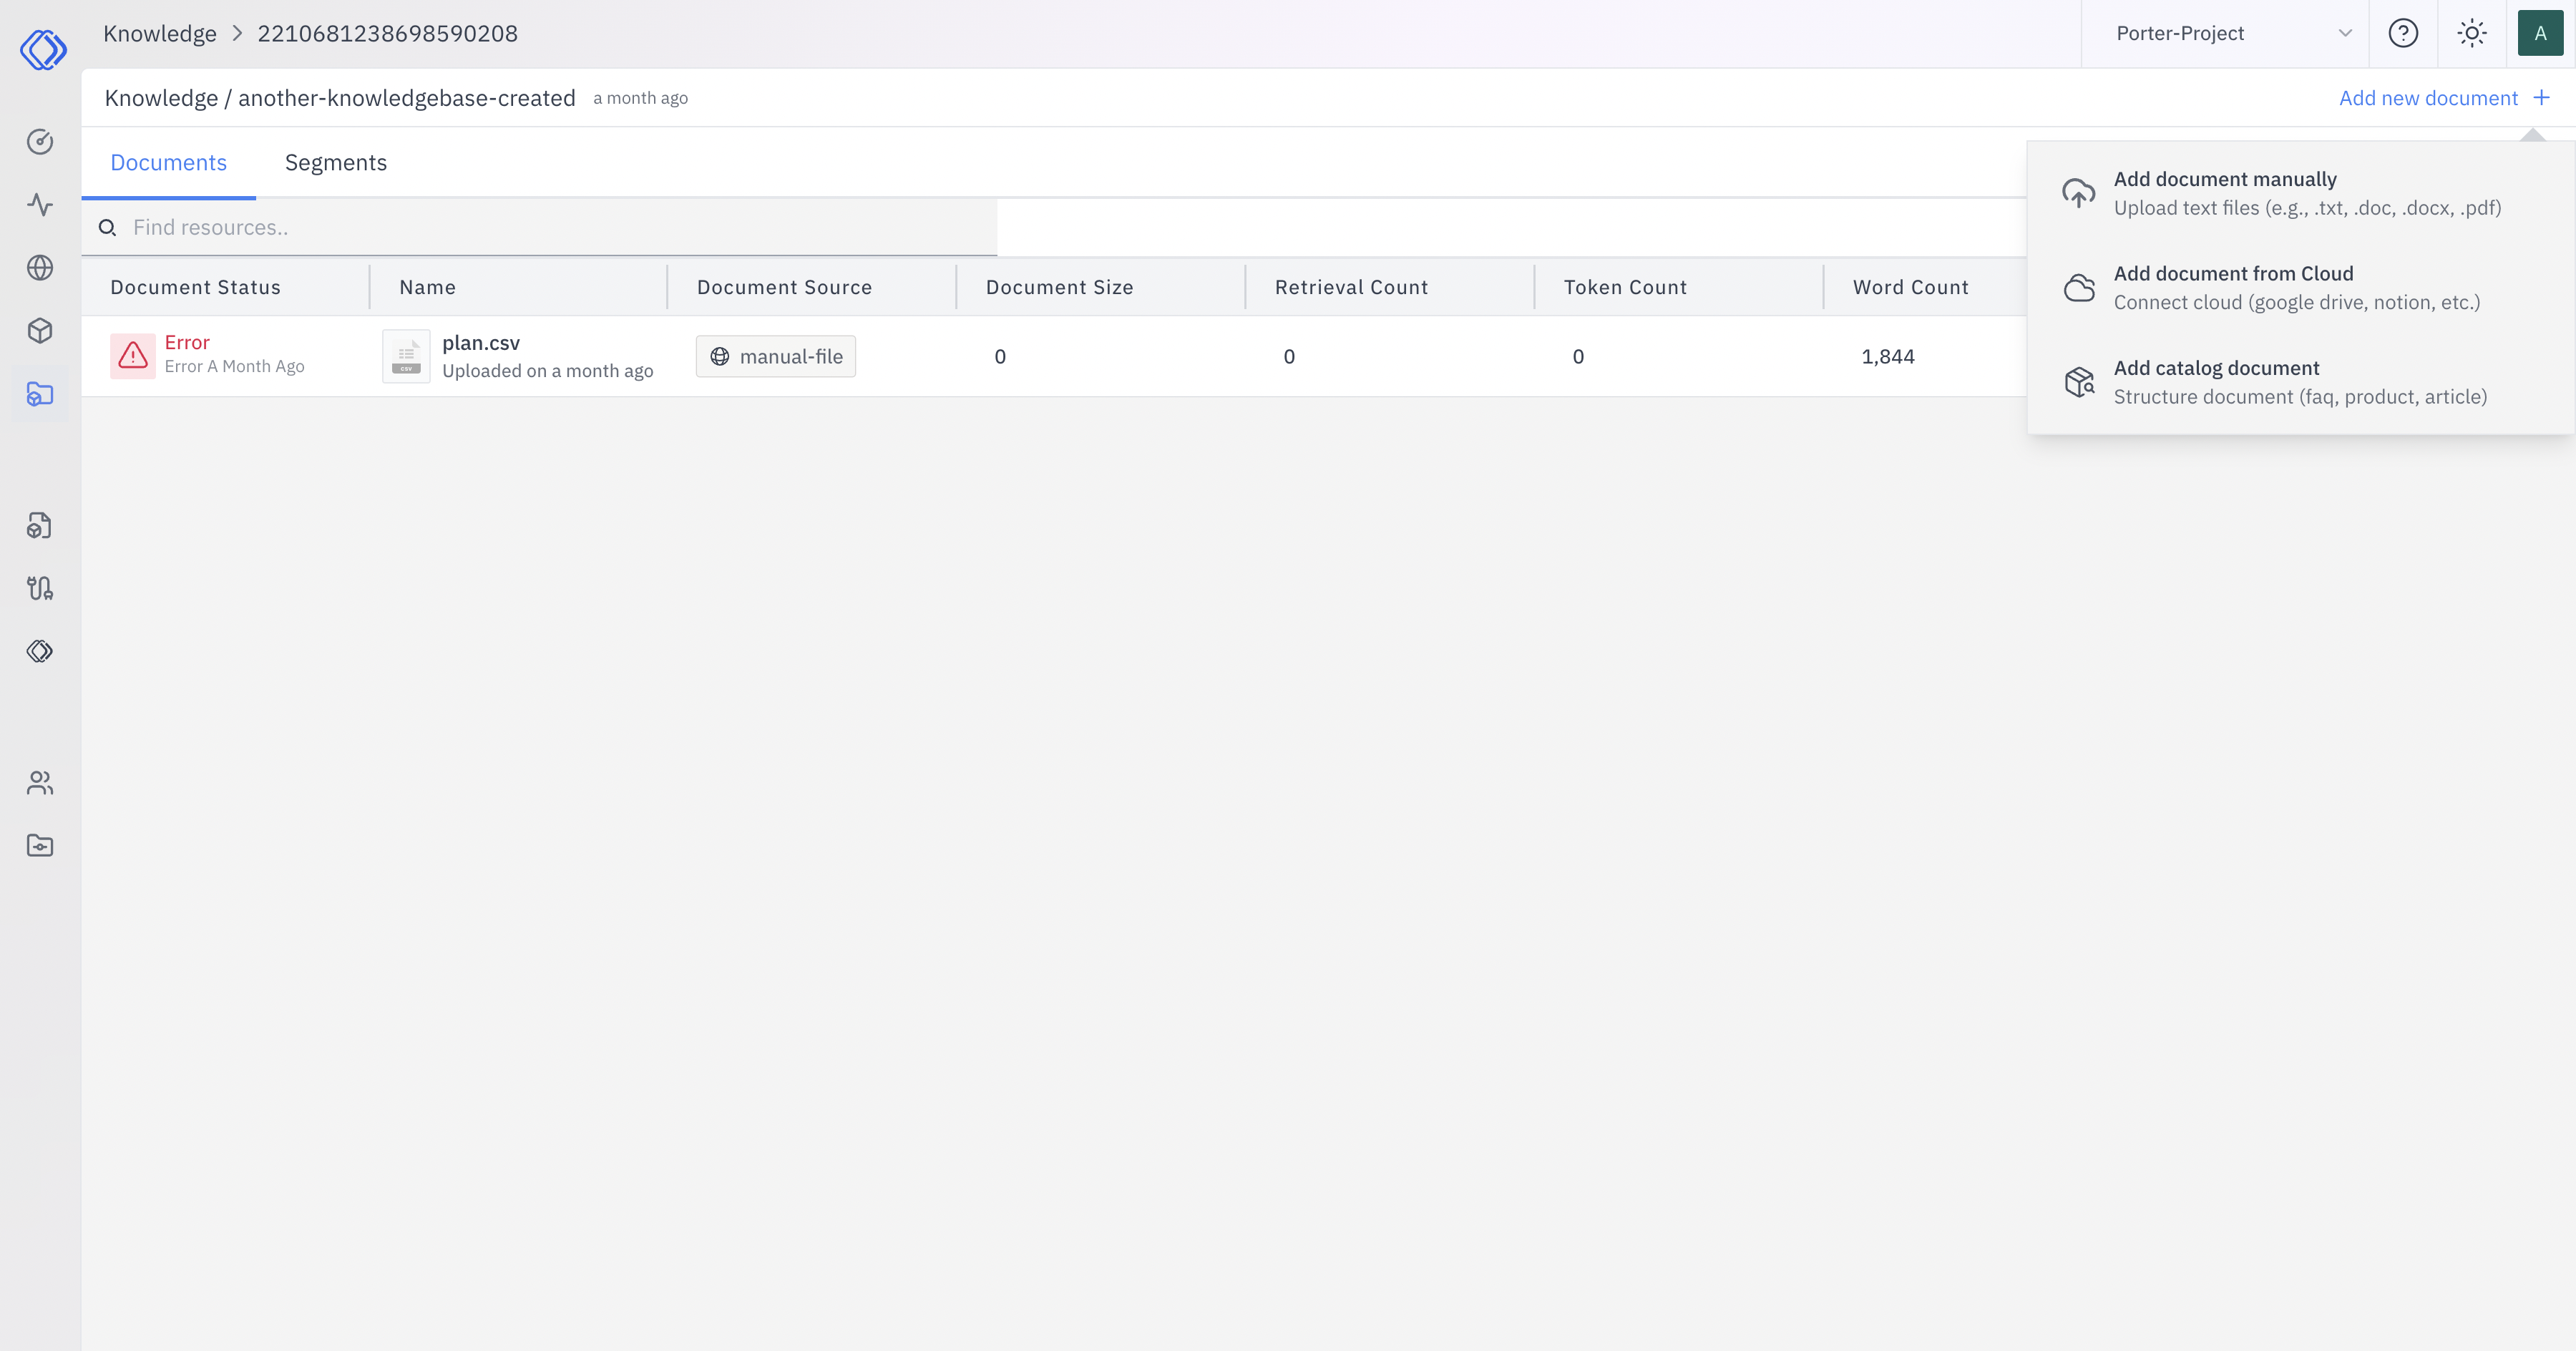 Knowledge > 2210681238698590208
Porter-Project
A
Knowledge / another-knowledgebase-created a month ago
Add new document
Documents
Segments
Find resources..
Document Status
Name
Document Source
Document Size
Retrieval Count
Token Count
Word Count
Error
Error A Month Ago
csv
plan.csv
Uploaded on a month ago
manual-file
0
0
0
1,844
Add document manually
Upload text files (e.g., .txt, .doc, .docx, .pdf)
Add document from Cloud
Connect cloud (google drive, notion, etc.)
Add catalog document
Structure document (faq, product, article)